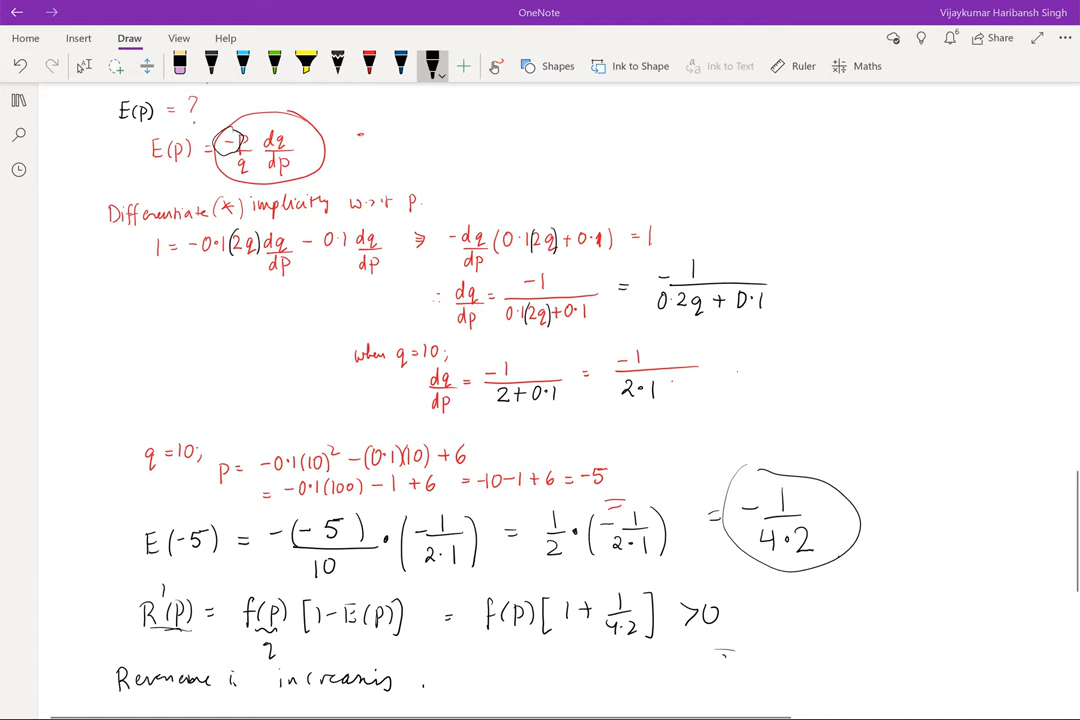 OneNote
Vijaykumar Haribansh Singh
Home Insert Draw View Help
6 Share
Shapes Ink to Shape Ink to Text Ruler Maths
E(p) = ?
E(p) = -p/q dq/dp
Differentiate (*) implicitly w.r.t p.
1 = -0.1(2q) dq/dp - 0.1 dq/dp ⇒ -dq/dp (0.1(2q) + 0.1) = 1
∴ dq/dp = -1/(0.1(2q) + 0.1) = -1/(0.2q + 0.1)
when q = 10;
dq/dp = -1/(2 + 0.1) = -1/2.1
q = 10; p = -0.1(10)² - (0.1)(10) + 6
= -0.1(100) - 1 + 6 = -10 - 1 + 6 = -5
E(-5) = -(-5)/10 · (-1/2.1) = 1/2 · (-1/2.1) = -1/4.2
R'(p) = f(p) [1 - E(p)] = f(p) [1 + 1/4.2] > 0
Revenue is increasing.